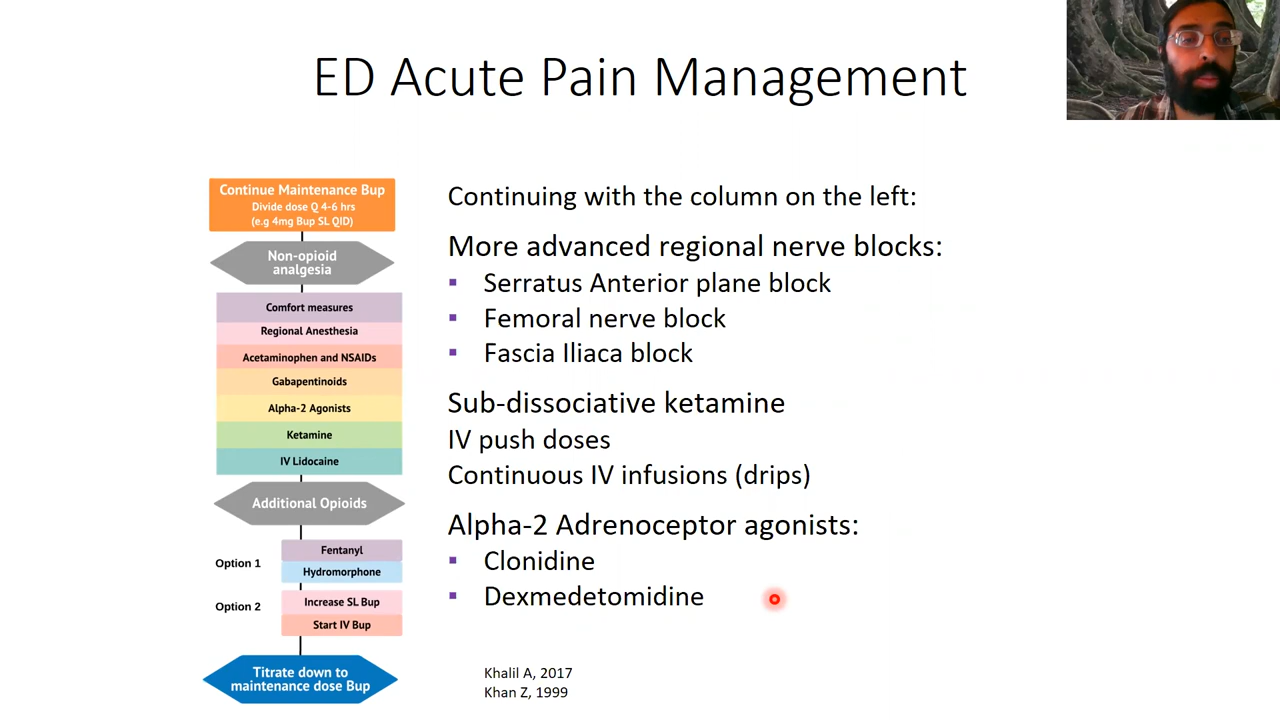 ED Acute Pain Management
Continue Maintenance Bup
Divide dose Q 4-6 hrs
(e.g 4mg Bup SL QID)
Non-opioid
analgesia
Comfort measures
Regional Anesthesia
Acetaminophen and NSAIDs
Gabapentinoids
Alpha-2 Agonists
Ketamine
IV Lidocaine
Additional Opioids
Option 1
Fentanyl
Hydromorphone
Option 2
Increase SL Bup
Start IV Bup
Titrate down to
maintenance dose Bup
Continuing with the column on the left:
More advanced regional nerve blocks:
▪ Serratus Anterior plane block
▪ Femoral nerve block
▪ Fascia Iliaca block
Sub-dissociative ketamine
IV push doses
Continuous IV infusions (drips)
Alpha-2 Adrenoceptor agonists:
▪ Clonidine
▪ Dexmedetomidine
Khalil A, 2017
Khan Z, 1999